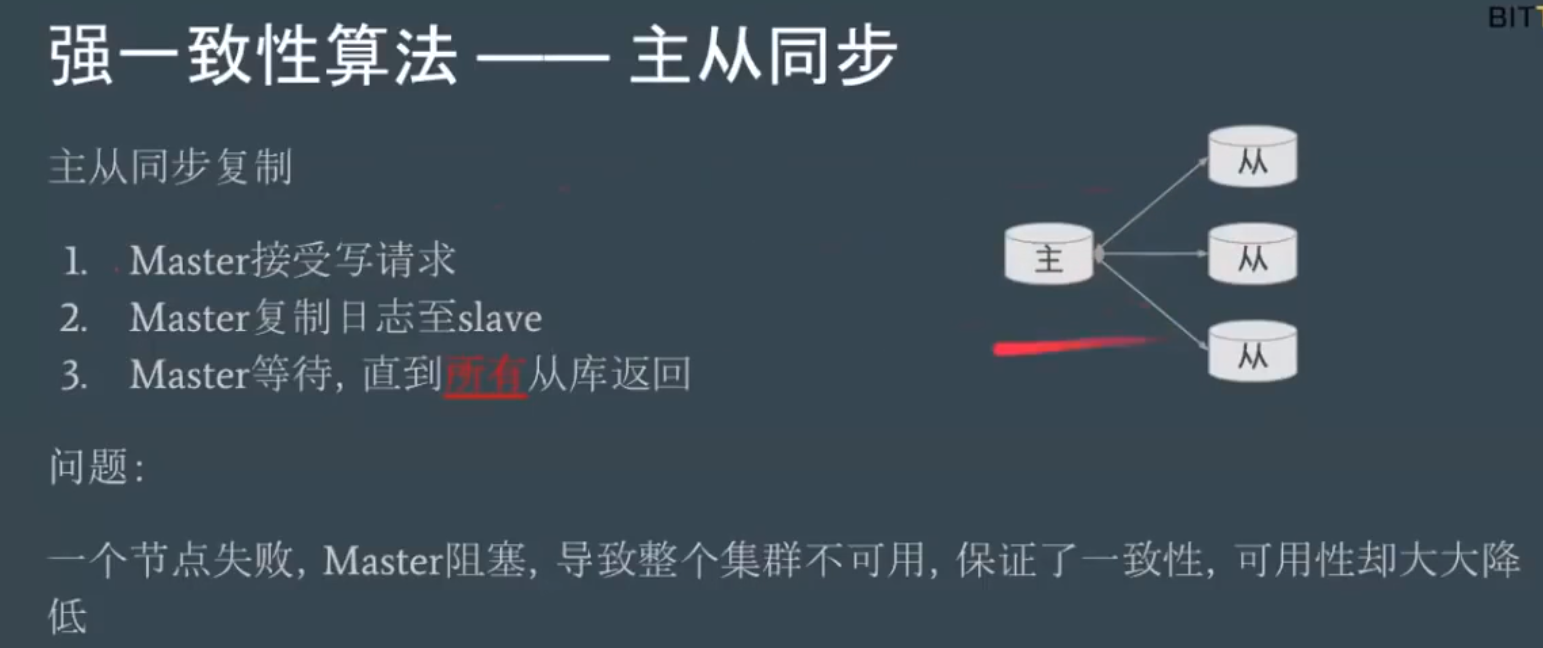 BIT
强一致性算法 —— 主从同步
主从同步复制
1. Master接受写请求
2. Master复制日志至slave
3. Master等待, 直到所有从库返回
主
从
从
从
问题:
一个节点失败, Master阻塞, 导致整个集群不可用, 保证了一致性, 可用性却大大降
低